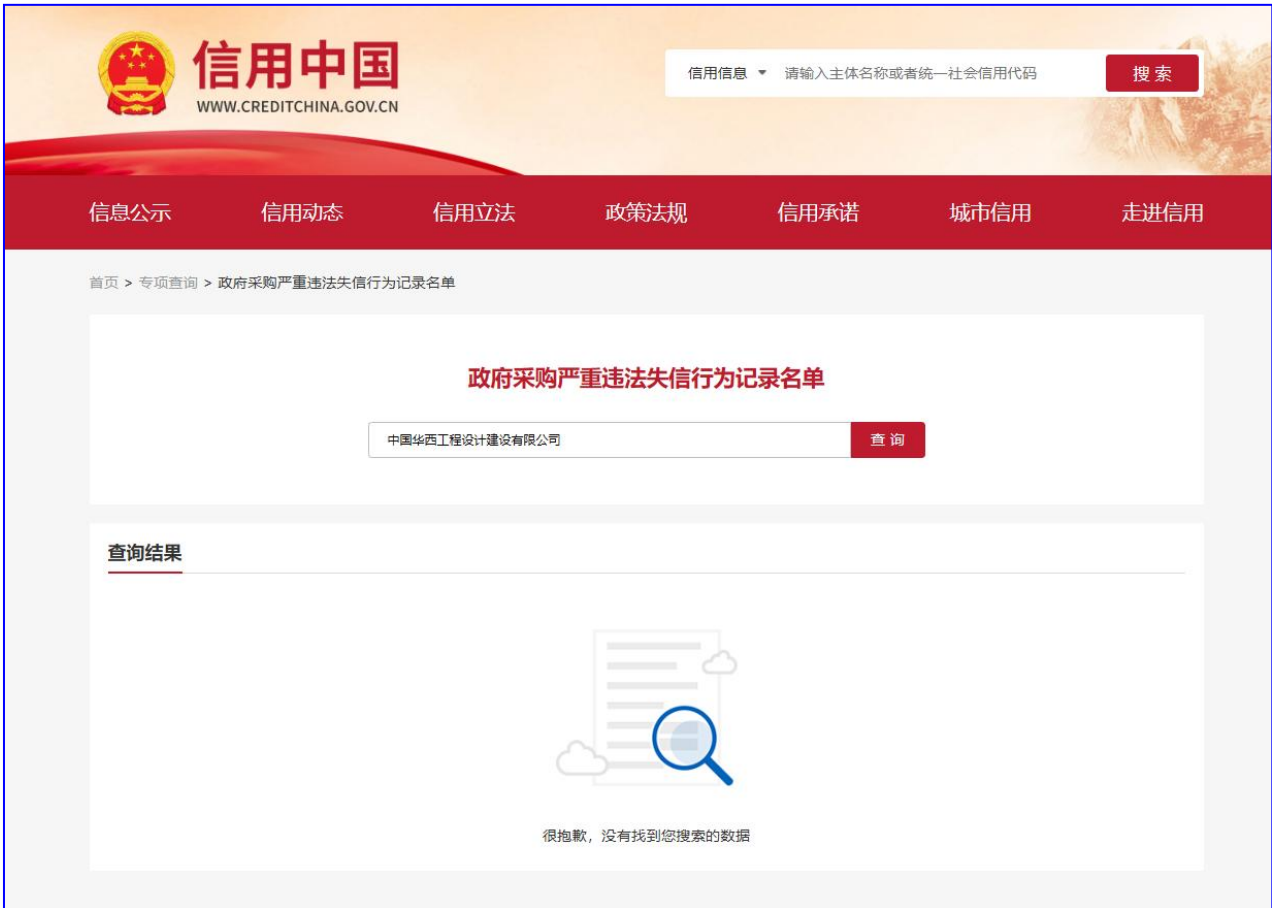 信用中国
WWW.CREDITCHINA.GOV.CN
信用信息 请输入主体名称或者统一社会信用代码 搜索
信息公示 信用动态 信用立法 政策法规 信用承诺 城市信用 走进信用
首页 > 专项查询 > 政府采购严重违法失信行为记录名单
政府采购严重违法失信行为记录名单
中国华西工程设计建设有限公司 查询
查询结果
很抱歉，没有找到您搜索的数据